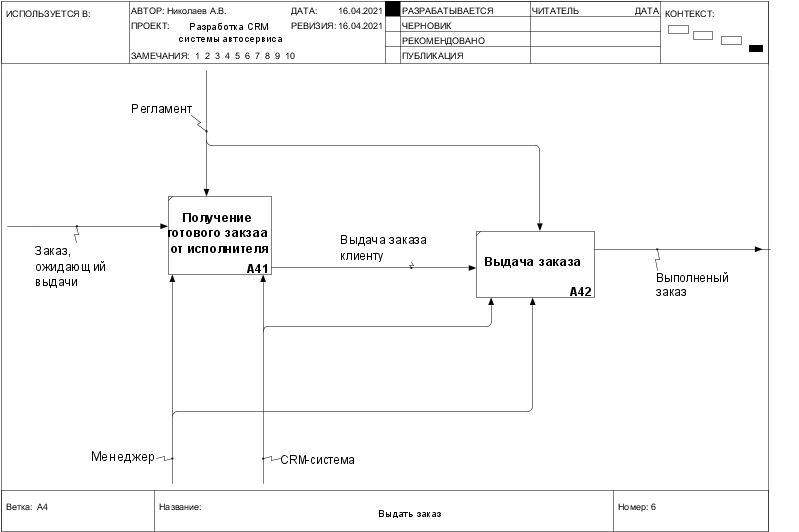 ИСПОЛЬЗУЕТСЯ В:
АВТОР: Николаев А.В.
ДАТА: 16.04.2021
РАЗРАБАТЫВАЕТСЯ
ЧИТАТЕЛЬ
ДАТА
КОНТЕКСТ:
ПРОЕКТ: Разработка CRM
системы автосервиса
РЕВИЗИЯ: 16.04.2021
ЧЕРНОВИК
РЕКОМЕНДОВАНО
ЗАМЕЧАНИЯ: 1 2 3 4 5 6 7 8 9 10
ПУБЛИКАЦИЯ
Регламент
Получение
готового закзаа
от исполнителя
A41
Заказ,
ожидающий
выдачи
Выдача заказа
клиенту
Выдача заказа
A42
Выполненый
заказ
Менеджер
CRM-система
Ветка: A4
Название:
Выдать заказ
Номер: 6